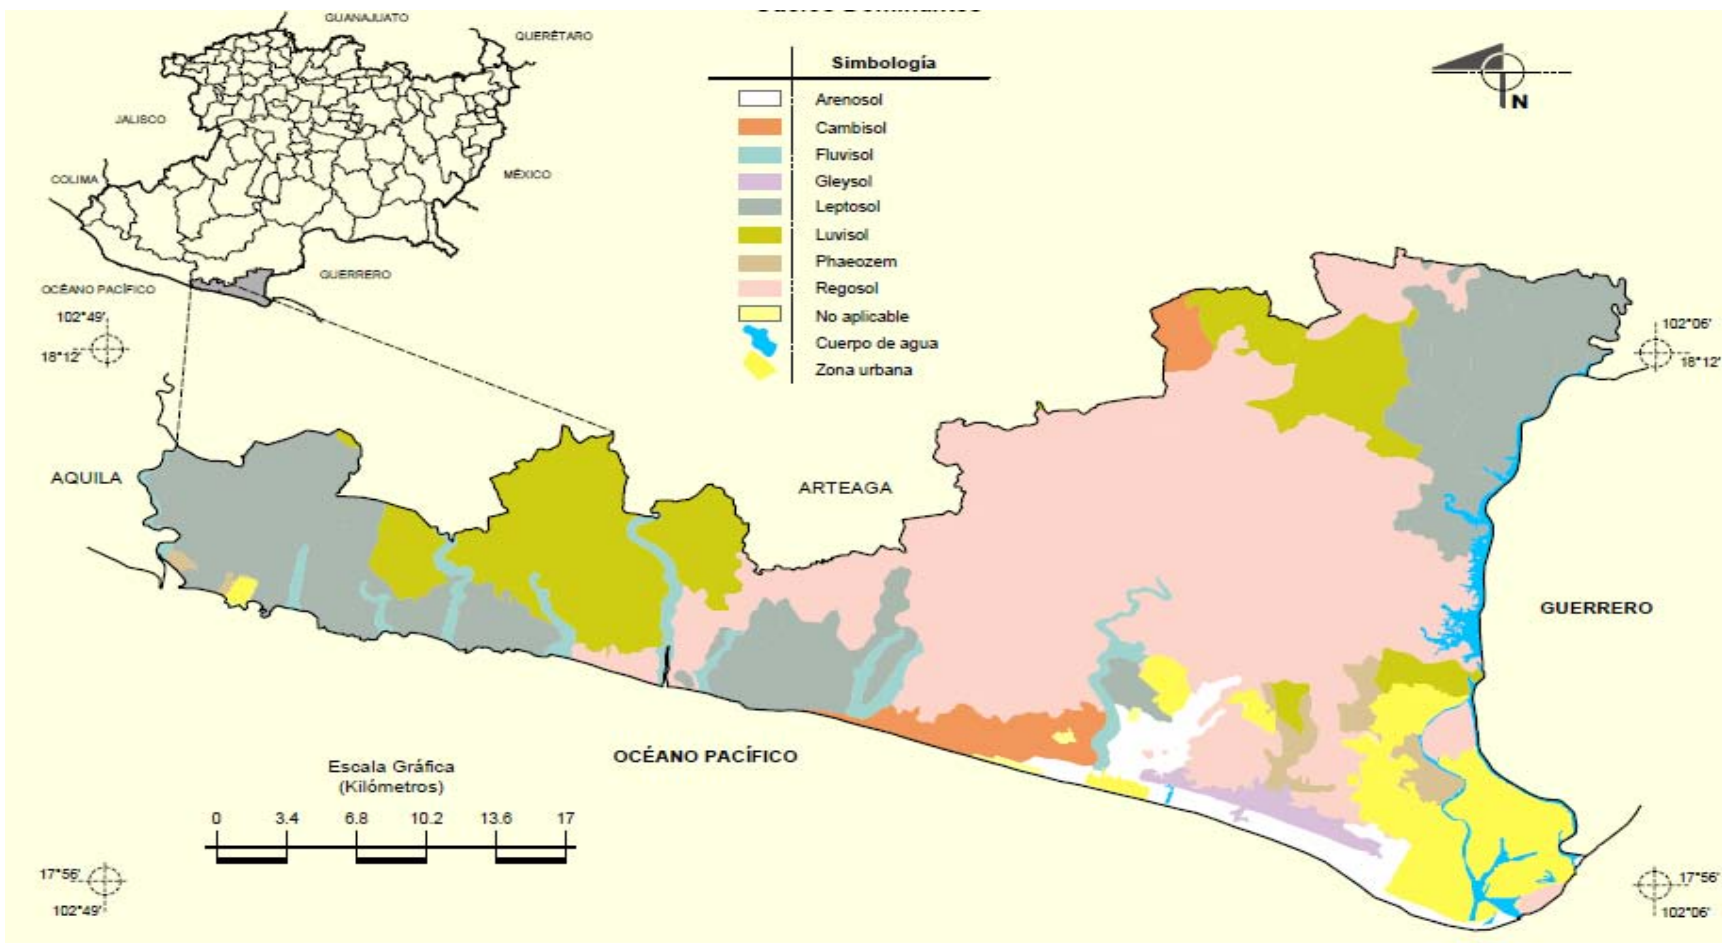 GUANAJUATO
QUERÉTARO
JALISCO
COLIMA
MÉXICO
GUERRERO
OCÉANO PACÍFICO
Simbología
Arenosol
Cambisol
Fluvisol
Gleysol
Leptosol
Luvisol
Phaeozem
Regosol
No aplicable
Cuerpo de agua
Zona urbana
N
102°49'
18°12'
102°06'
18°12'
AQUILA
ARTEAGA
GUERRERO
OCÉANO PACÍFICO
Escala Gráfica
(Kilómetros)
0 3.4 6.8 10.2 13.6 17
17°56'
102°49'
17°56'
102°06'